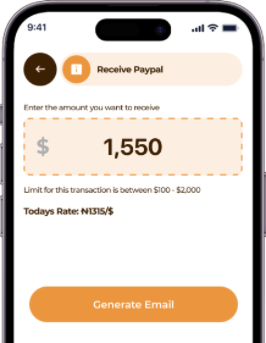 9:41
Receive Paypal
Enter the amount you want to receive
$ 1,550
Limit for this transaction is between $100 - $2,000
Todays Rate: ₦1315/$
Generate Email